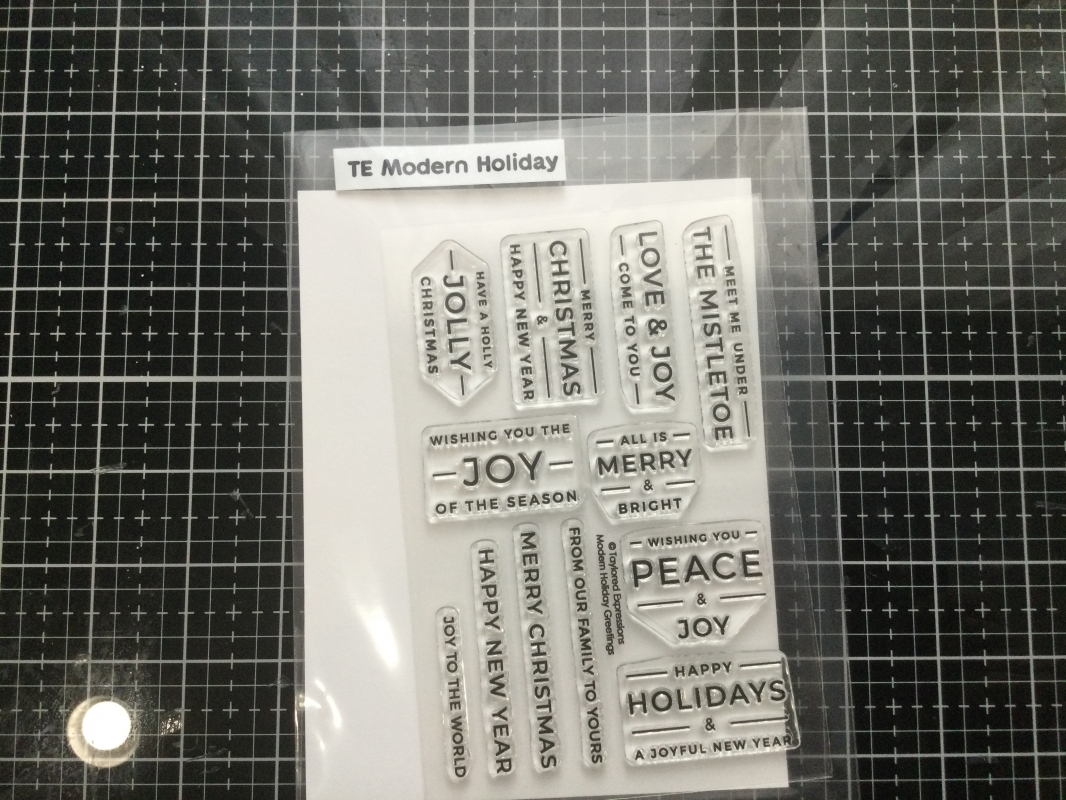 TE Modern Holiday
HAVE A HOLLY
JOLLY
CHRISTMAS
MERRY
CHRISTMAS
&
HAPPY NEW YEAR
LOVE & JOY
COME TO YOU
MEET ME UNDER
THE MISTLETOE
WISHING YOU THE
JOY
OF THE SEASON
ALL IS
MERRY
&
BRIGHT
WISHING YOU
PEACE
&
JOY
HAPPY
HOLIDAYS
&
A JOYFUL NEW YEAR
©Taylored Expressions
Modern Holiday Greetings
FROM OUR FAMILY TO YOURS
MERRY CHRISTMAS
HAPPY NEW YEAR
JOY TO THE WORLD